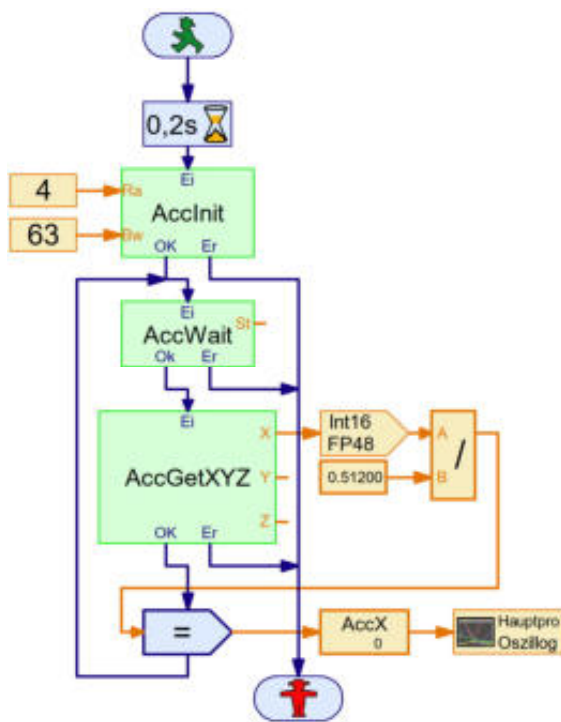 0,2s
Ei
4
Ra
AccInit
63
Bw
OK Er
Ei
St
AccWait
Ok Er
Ei
X
Int16
FP48
A
/
AccGetXYZ
Y
0.51200
B
Z
OK Er
=
AccX
0
Hauptpro
Oszillog